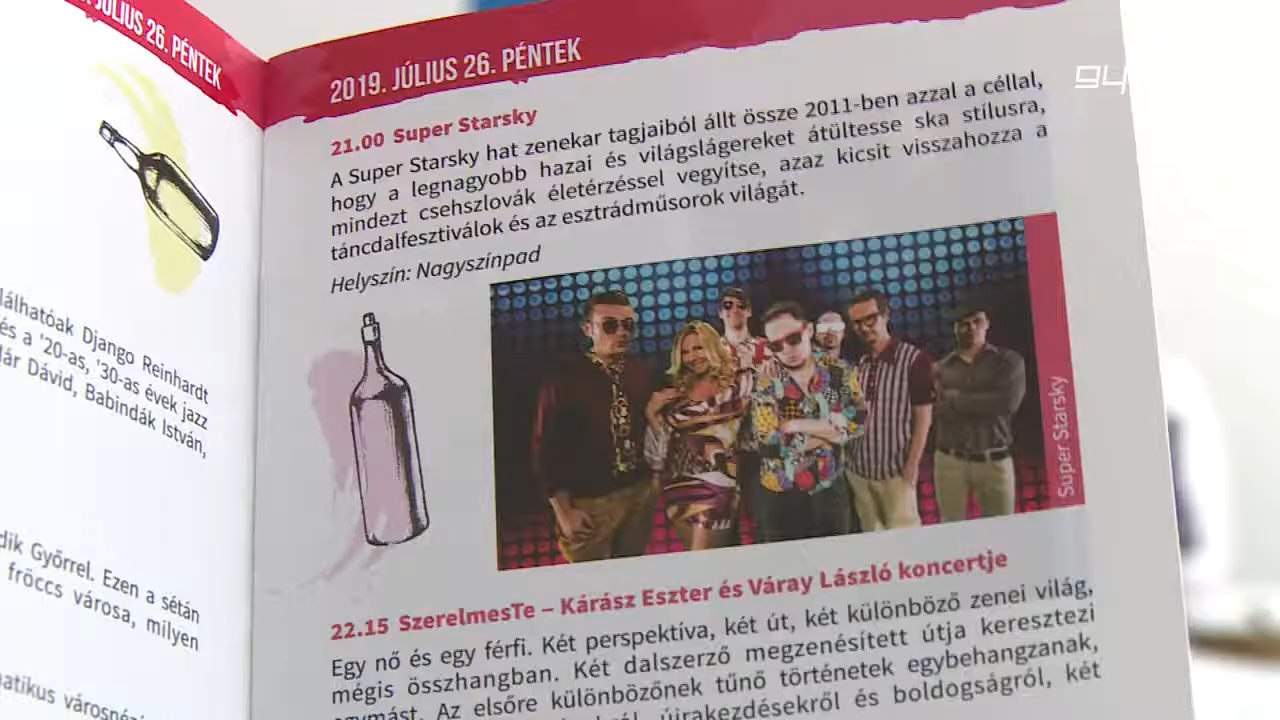 JÚLIUS 26. PÉNTEK
lálhatóak Django Reinhardt
és a '20-as, '30-as évek jazz
Dávid, Babindák István,
Győrrel. Ezen a sétán
fröccs városa, milyen
2019. JÚLIUS 26. PÉNTEK
21.00 Super Starsky
A Super Starsky hat zenekar tagjaiból állt össze 2011-ben azzal a céllal,
hogy a legnagyobb hazai és világslágereket átültesse ska stílusra,
mindezt csehszlovák életérzéssel vegyítse, azaz kicsit visszahozza a
táncdalfesztiválok és az esztrádműsorok világát.
Helyszín: Nagyszínpad
Super Starsky
22.15 SzerelmesTe – Kárász Eszter és Váray László koncertje
Egy nő és egy férfi. Két perspektíva, két út, két különböző zenei világ,
mégis összhangban. Két dalszerző megzenésített útja keresztezi
egymást. Az elsőre különbözőnek tűnő történetek egybehangzanak,
újrakezdésekről és boldogságról, két